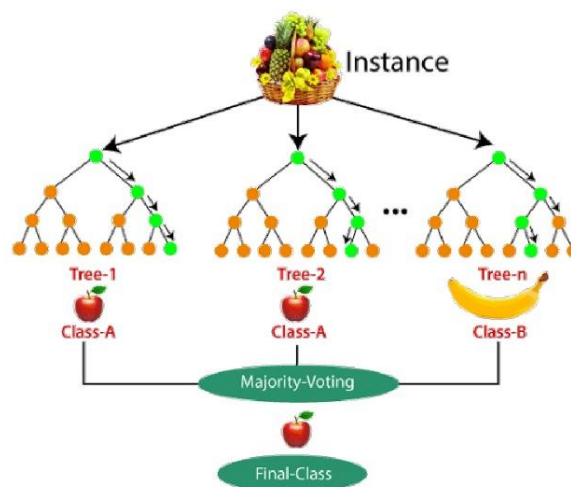 Instance
...
Tree-1
Tree-2
Tree-n
Class-A
Class-A
Class-B
Majority-Voting
Final-Class